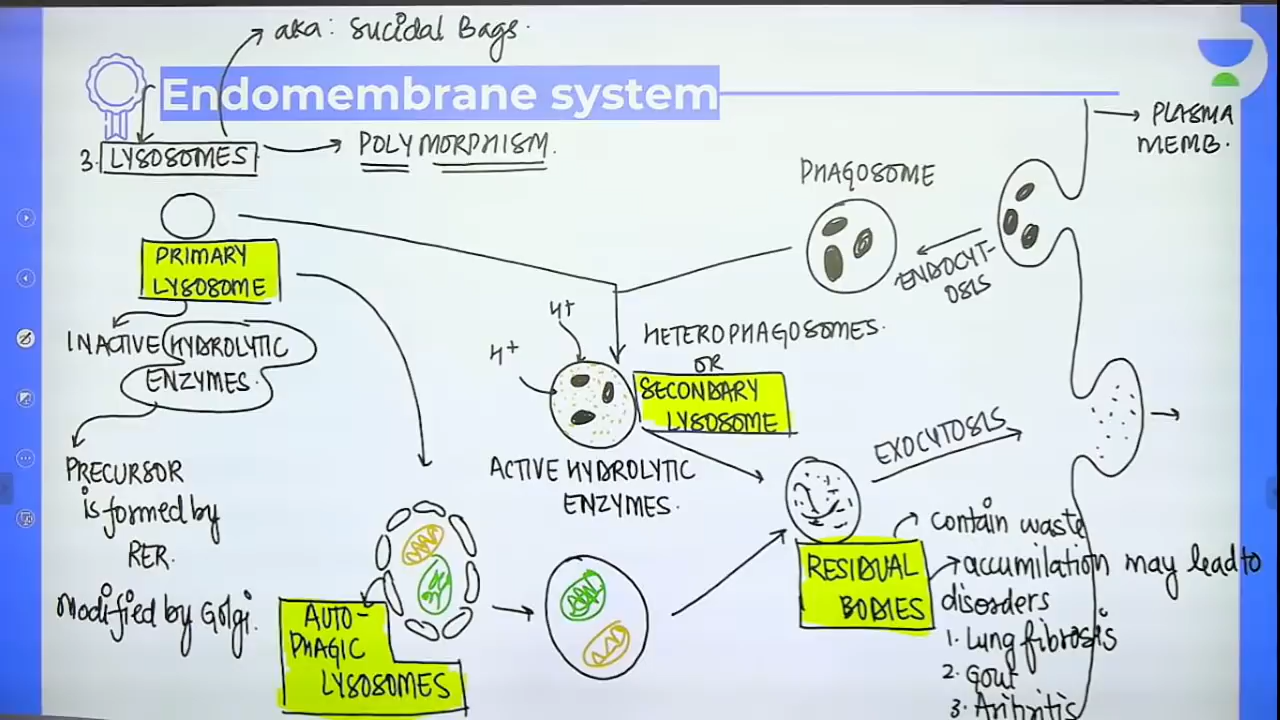 aka: Sucidal Bags.
Endomembrane system
3. LYSOSOMES
POLYMORPHISM.
PLASMA
MEMB.
PHAGOSOME
ENDOCYT-
OSIS
PRIMARY
LYSOSOME
INACTIVE HYDROLYTIC
ENZYMES.
PRECURSOR
is formed by
RER.
Modified by Golgi.
H+
H+
HETEROPHAGOSOMES.
OR
SECONDARY
LYSOSOME
ACTIVE HYDROLYTIC
ENZYMES.
EXOCYTOSIS
AUTO-
PHAGIC
LYSOSOMES
RESIDUAL
BODIES
contain waste
accumilation may lead to
disorders
1. Lung fibrosis
2. Gout
3. Arihritis